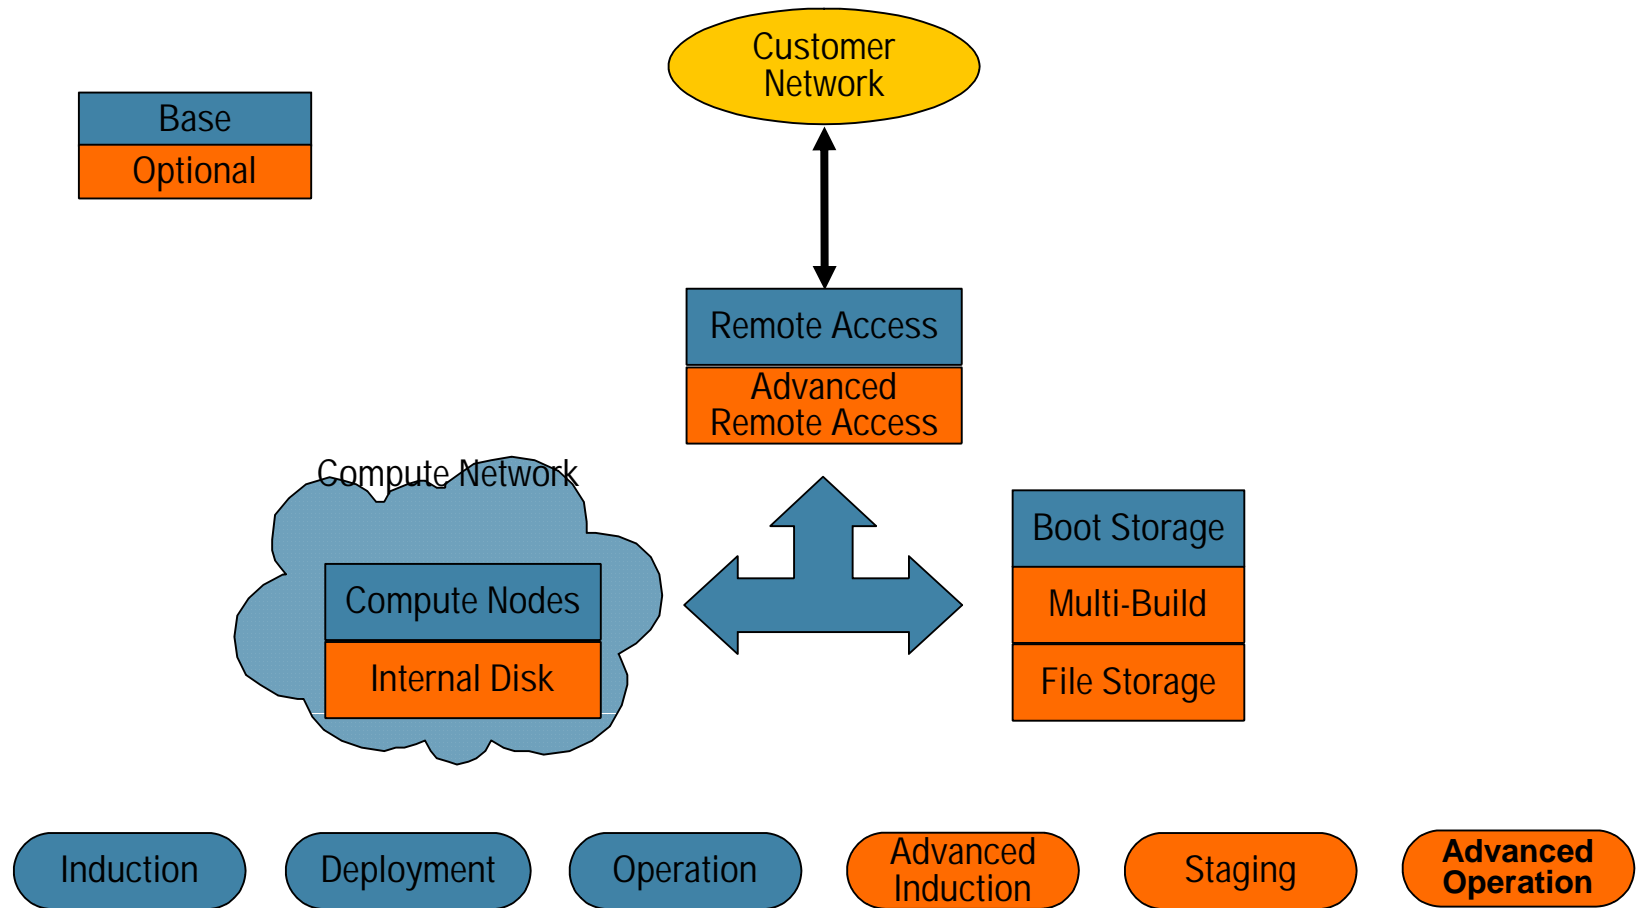 Customer
Network
Base
Optional
Remote Access
Advanced
Remote Access
Compute Network
Compute Nodes
Internal Disk
Boot Storage
Multi-Build
File Storage
Induction
Deployment
Operation
Advanced
Induction
Staging
Advanced
Operation